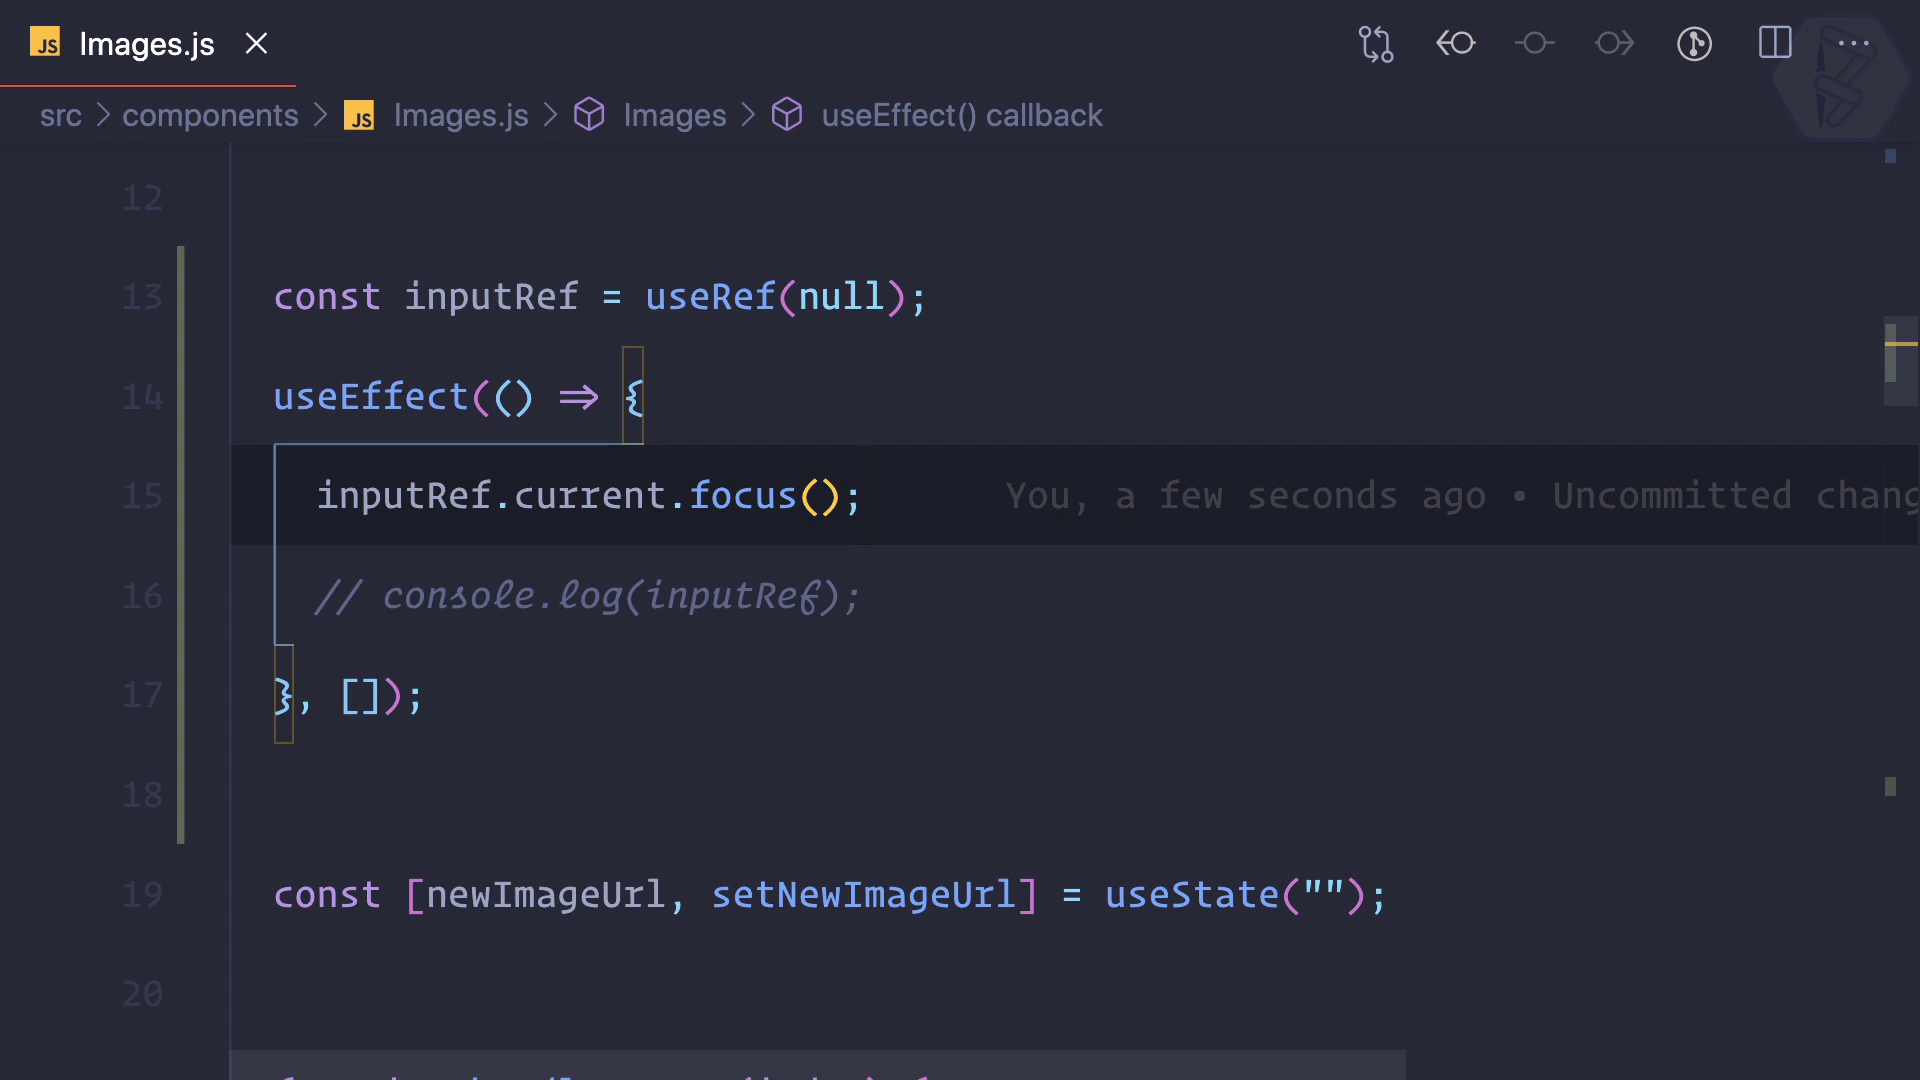 JS Images.js
src > components > JS Images.js > Images > useEffect() callback
12
13 const inputRef = useRef(null);
14 useEffect(() => {
15 inputRef.current.focus(); You, a few seconds ago • Uncommitted chang
16 // console.log(inputRef);
17 }, []);
18
19 const [newImageUrl, setNewImageUrl] = useState("");
20